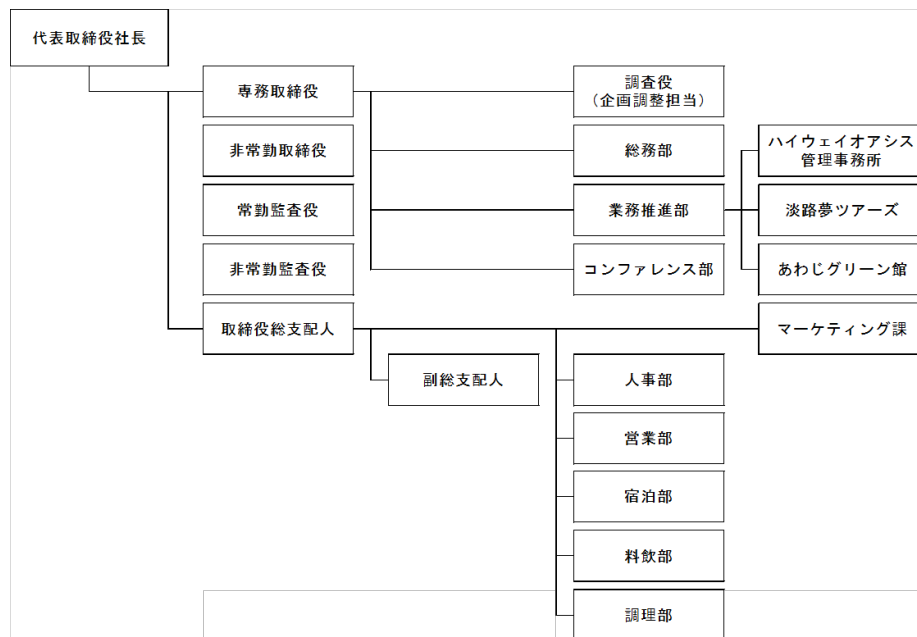 代表取締役社長
専務取締役
調査役
（企画調整担当）
非常勤取締役
総務部
ハイウェイオアシス
管理事務所
常勤監査役
業務推進部
淡路夢ツアーズ
非常勤監査役
コンファレンス部
あわじグリーン館
取締役総支配人
マーケティング課
副総支配人
人事部
営業部
宿泊部
料飲部
調理部